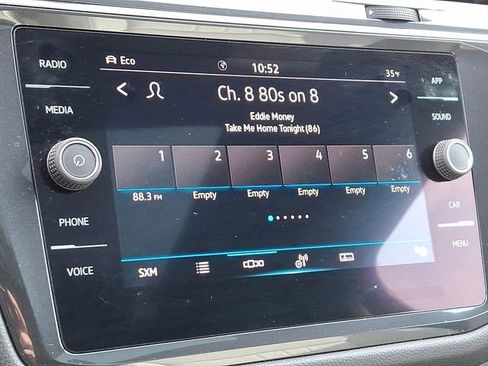 RADIO
MEDIA
PHONE
VOICE
Eco
10:52
35°F
Ch. 8 80s on 8
Eddie Money
Take Me Home Tonight (86)
1 2 3 4 5 6
88.3 FM Empty Empty Empty Empty Empty
SXM
APP
SOUND
CAR
MENU